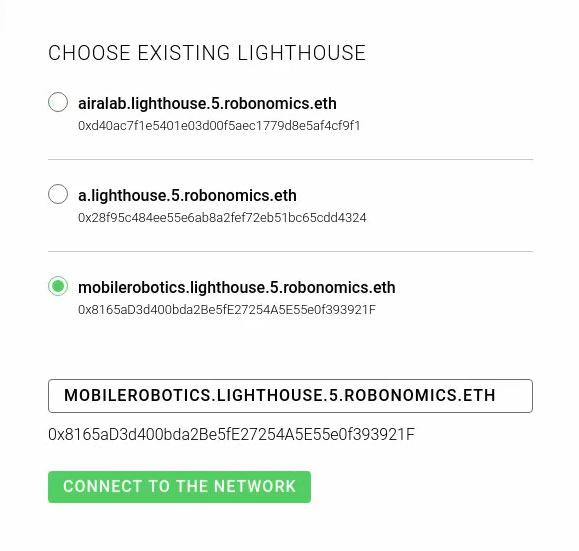 CHOOSE EXISTING LIGHTHOUSE
airalab.lighthouse.5.robonomics.eth
0xd40ac7f1e5401e03d00f5aec1779d8e5af4cf9f1
a.lighthouse.5.robonomics.eth
0x28f95c484ee55e6ab8a2fef72eb51bc65cdd4324
mobilerobotics.lighthouse.5.robonomics.eth
0x8165aD3d400bda2Be5fE27254A5E55e0f393921F
MOBILEROBOTICS.LIGHTHOUSE.5.ROBONOMICS.ETH
0x8165aD3d400bda2Be5fE27254A5E55e0f393921F
CONNECT TO THE NETWORK